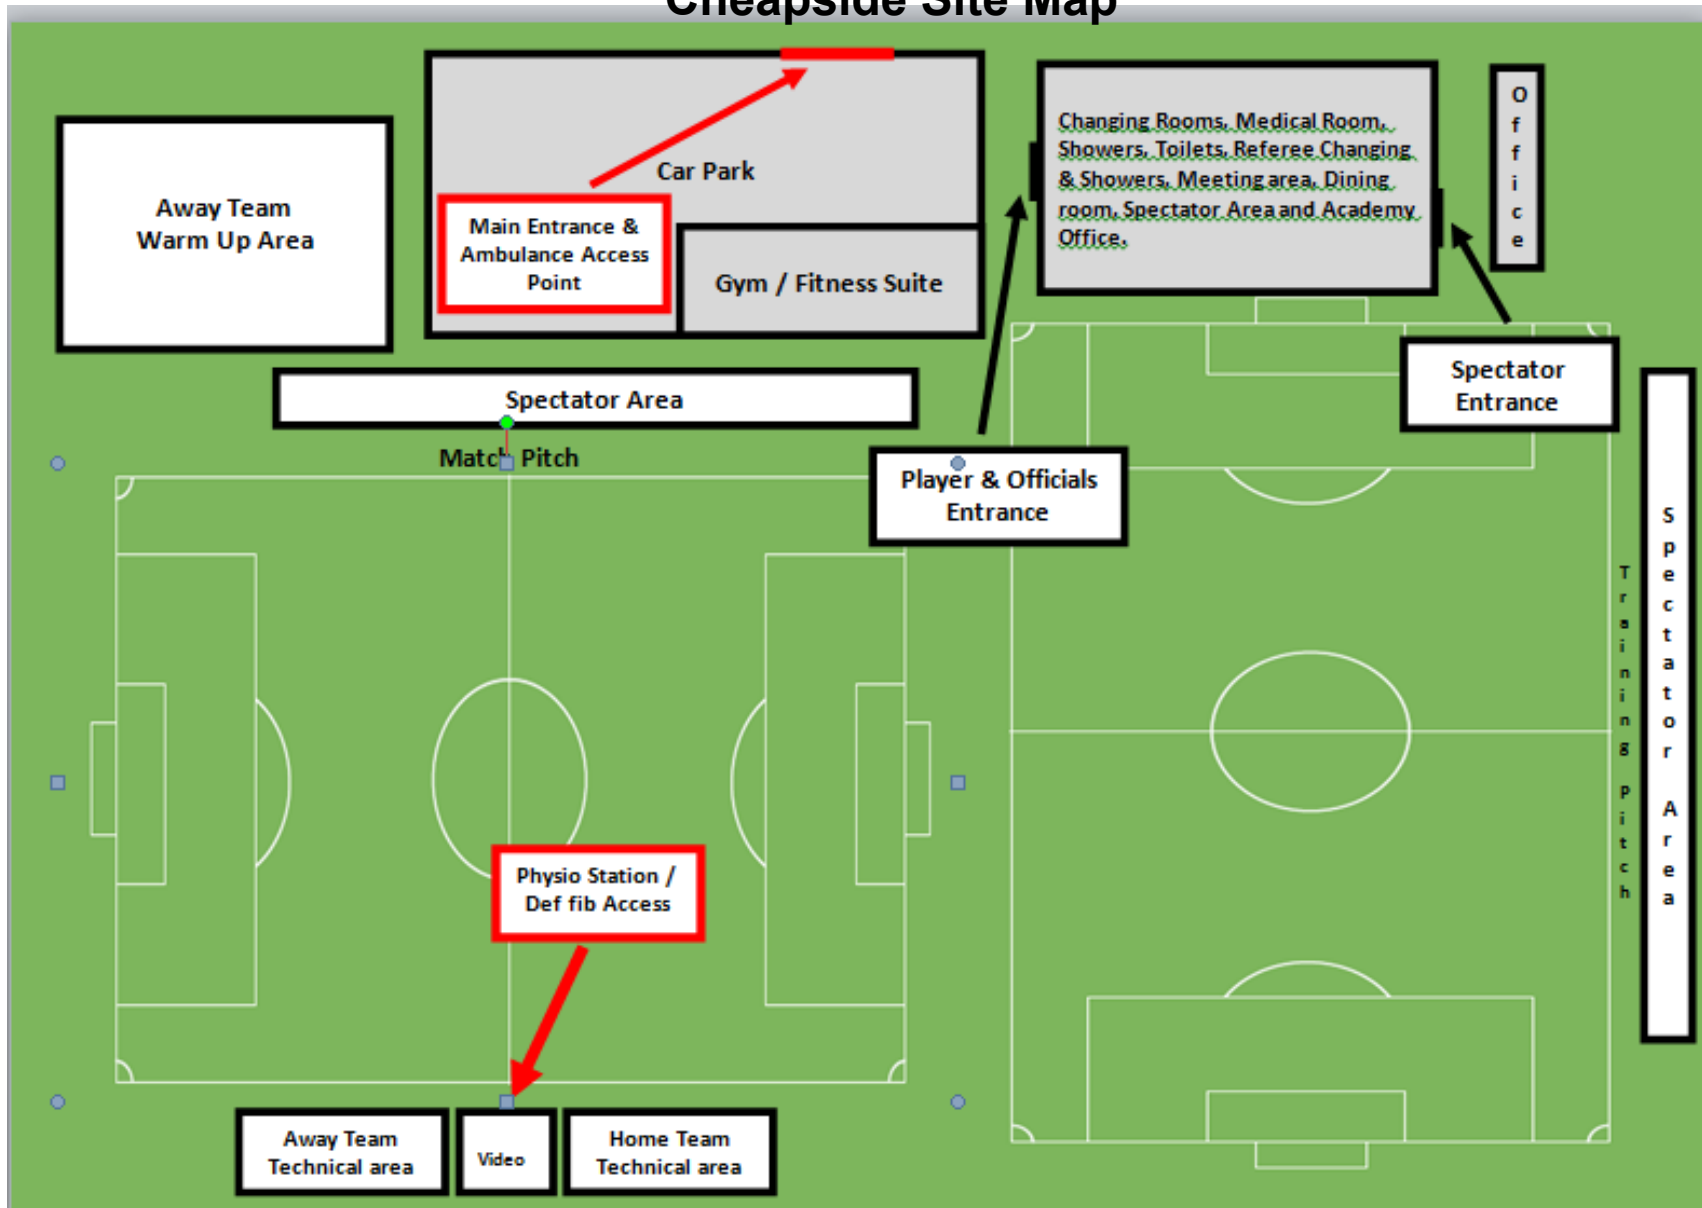 Cheapside Site Map
Away Team
Warm Up Area
Car Park
Main Entrance &
Ambulance Access
Point
Gym / Fitness Suite
Changing Rooms, Medical Room,
Showers, Toilets, Referee Changing
& Showers, Meeting area, Dining
room, Spectator Area and Academy
Office.
Office
Spectator Area
Match Pitch
Player & Officials
Entrance
Spectator
Entrance
Training Pitch
Spectator Area
Physio Station /
Def fib Access
Away Team
Technical area
Video
Home Team
Technical area